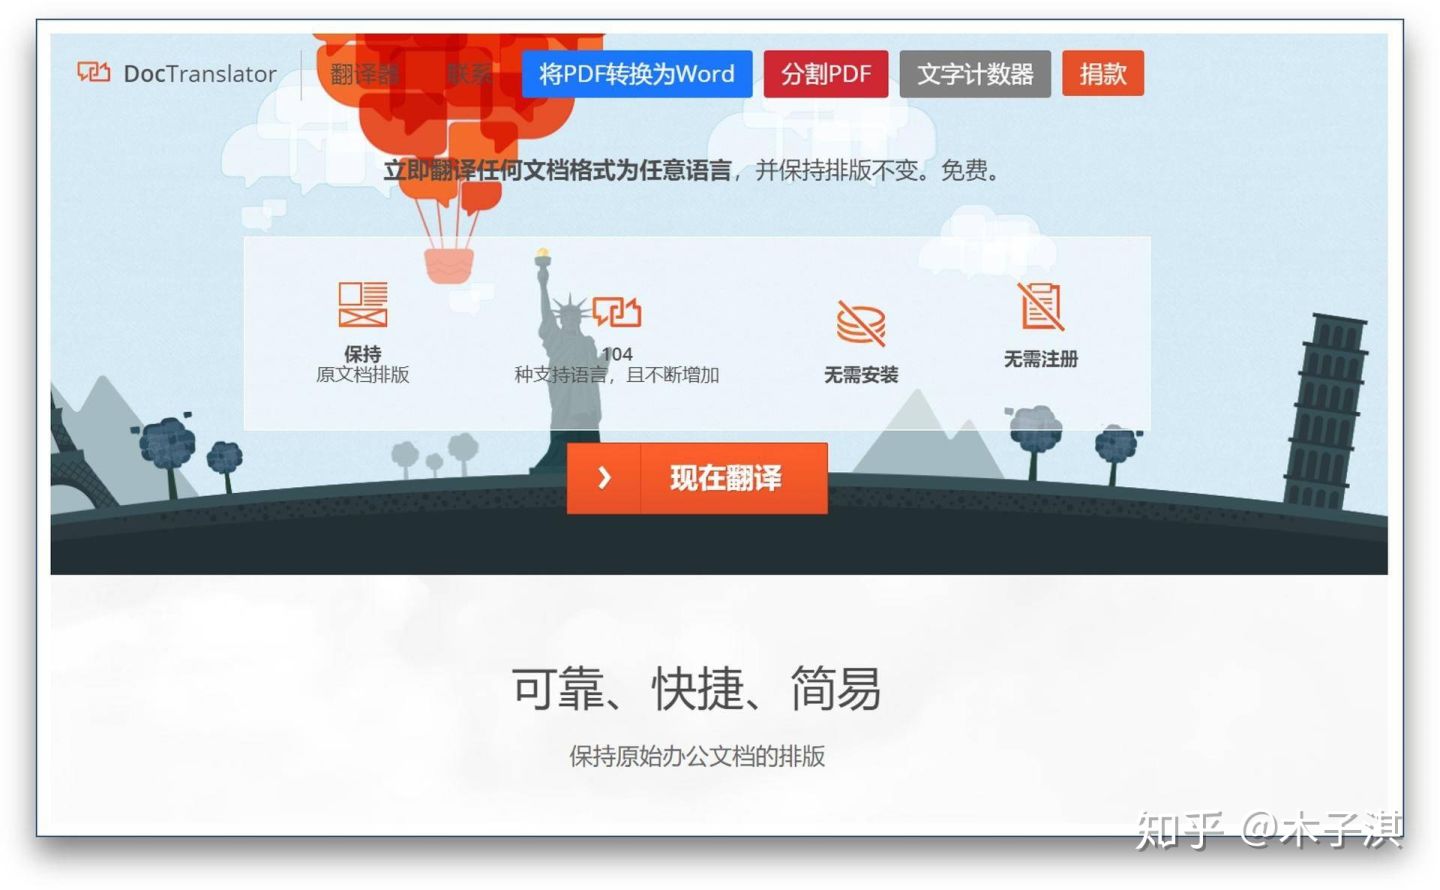 DocTranslator
翻译器
联系
将PDF转换为Word
分割PDF
文字计数器
捐款
立即翻译任何文档格式为任意语言，并保持排版不变。免费。
保持
原文档排版
104
种支持语言，且不断增加
无需安装
无需注册
现在翻译
可靠、快捷、简易
保持原始办公文档的排版
知乎 @木子淇